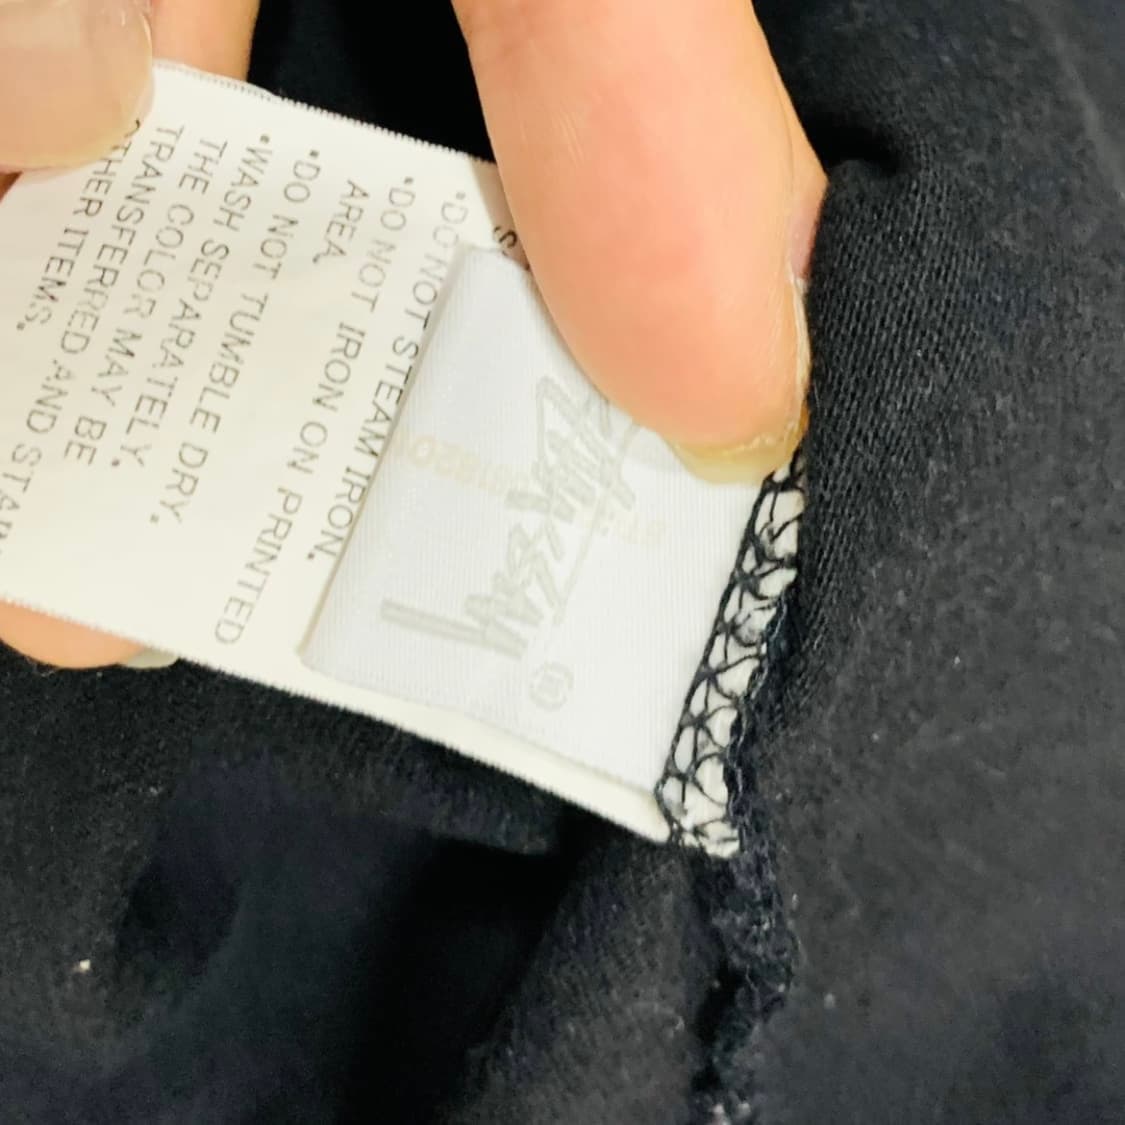 •DO NOT STEAM IRON.
•DO NOT IRON ON PRINTED
AREA.
•DO NOT TUMBLE DRY.
•WASH SEPARATELY.
THE COLOR MAY BE
TRANSFERRED AND STAIN
OTHER ITEMS.